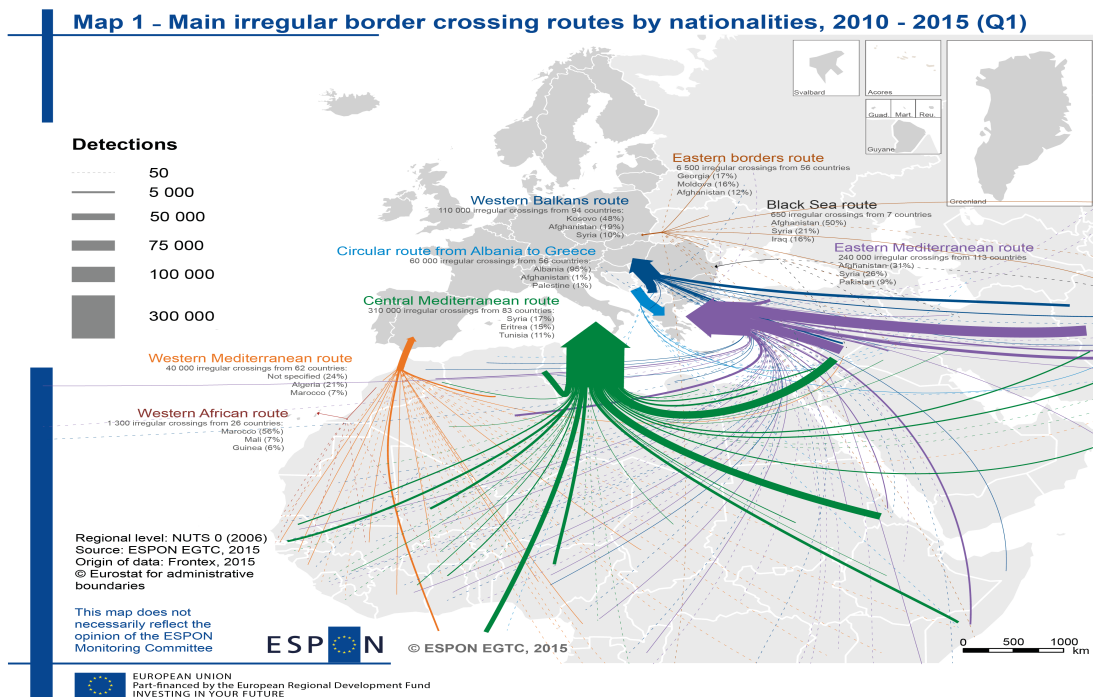 Map 1 - Main irregular border crossing routes by nationalities, 2010 - 2015 (Q1)
Svalbard
Acores
Guad.
Mart.
Reu.
Guyane
Greenland
Detections
50
5 000
50 000
75 000
100 000
300 000
Eastern borders route
6 500 irregular crossings from 56 countries
Georgia (17%)
Moldova (16%)
Afghanistan (12%)
Western Balkans route
110 000 irregular crossings from 94 countries:
Kosovo (48%)
Afghanistan (19%)
Syria (10%)
Black Sea route
650 irregular crossings from 7 countries
Afghanistan (50%)
Syria (21%)
Iraq (16%)
Circular route from Albania to Greece
60 000 irregular crossings from 56 countries:
Albania (95%)
Afghanistan (1%)
Palestine (1%)
Eastern Mediterranean route
240 000 irregular crossings from 113 countries
Afghanistan (31%)
Syria (26%)
Pakistan (9%)
Central Mediterranean route
310 000 irregular crossings from 83 countries:
Syria (17%)
Eritrea (15%)
Tunisia (11%)
Western Mediterranean route
40 000 irregular crossings from 62 countries:
Not specified (24%)
Algeria (21%)
Marocco (7%)
Western African route
1 300 irregular crossings from 26 countries:
Marocco (56%)
Mali (7%)
Guinea (6%)
Regional level: NUTS 0 (2006)
Source: ESPON EGTC, 2015
Origin of data: Frontex, 2015
© Eurostat for administrative
boundaries
This map does not
necessarily reflect the
opinion of the ESPON
Monitoring Committee
ESPON
© ESPON EGTC, 2015
0 500 1000
km
EUROPEAN UNION
Part-financed by the European Regional Development Fund
INVESTING IN YOUR FUTURE